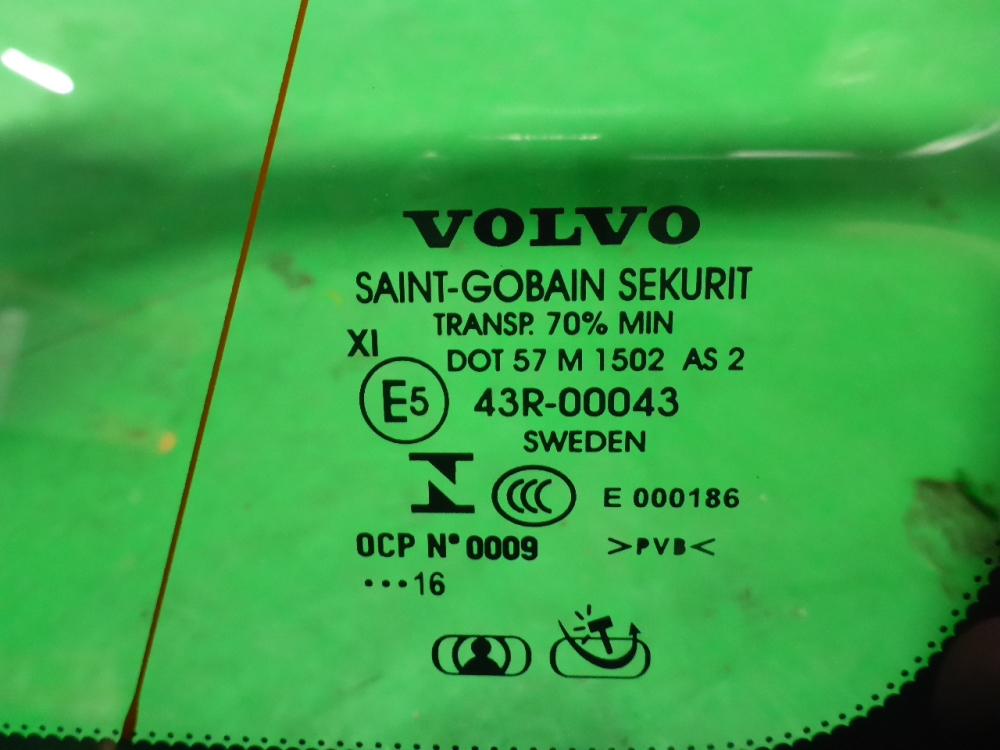 VOLVO
SAINT-GOBAIN SEKURIT
TRANSP. 70% MIN
XI
DOT 57 M 1502 AS 2
E5 43R-00043
SWEDEN
CCC E 000186
OCP N° 0009 >PVB<
•••16